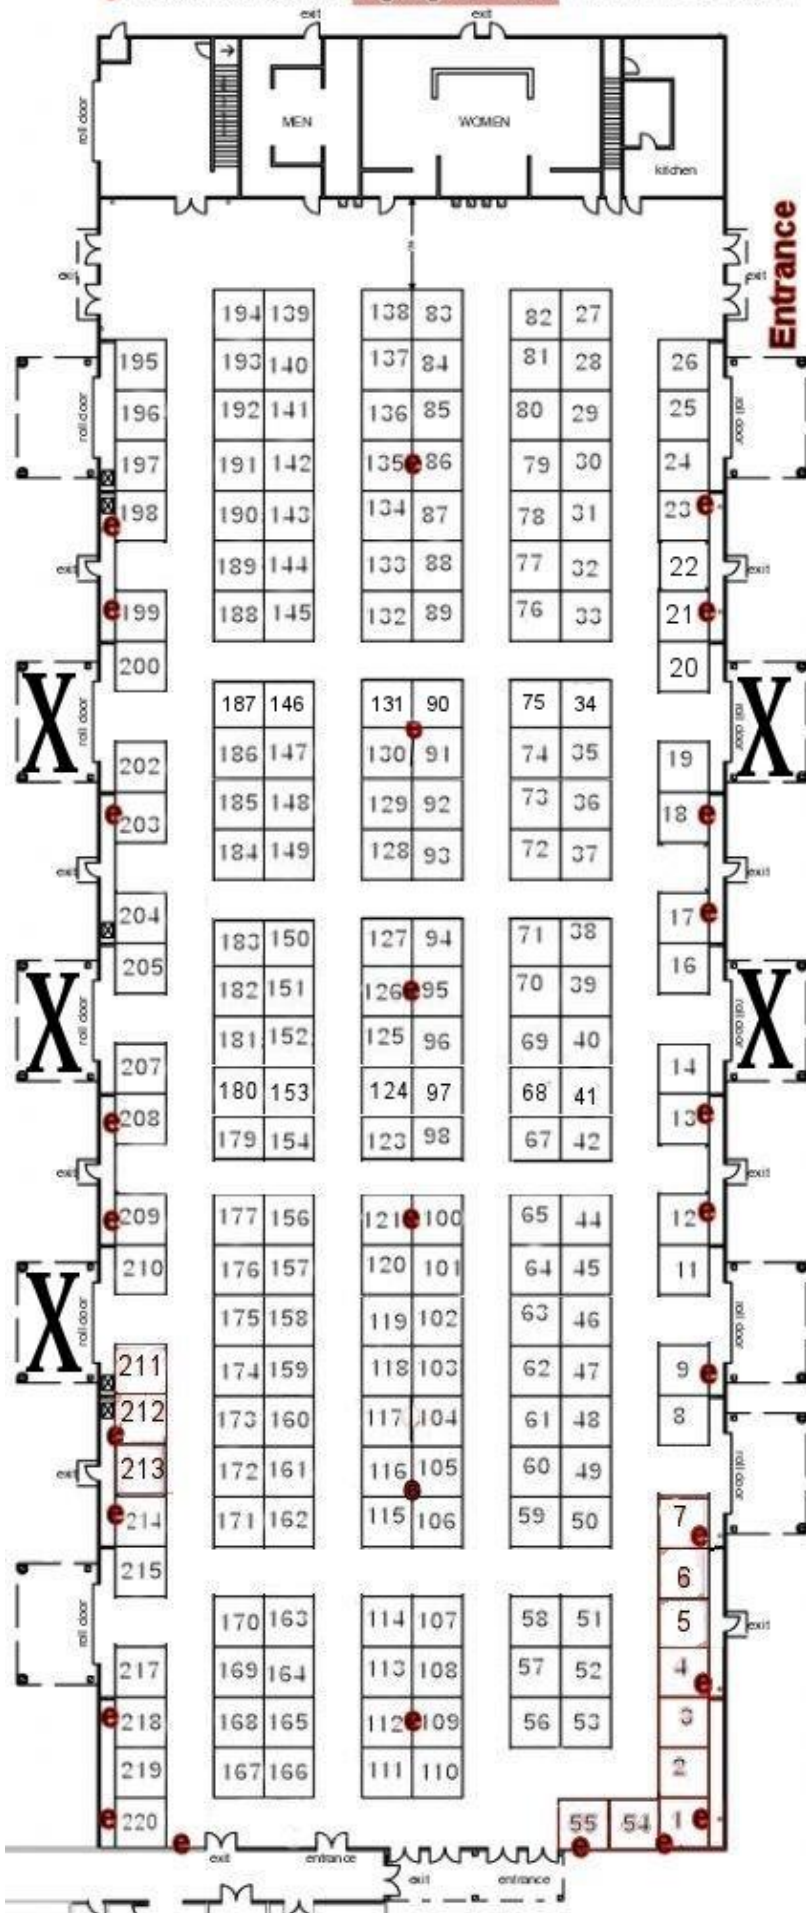 exit exit
MEN WOMEN
roll door
kitchen
Entrance
exit exit
194 139 138 83 82 27
195 193 140 137 84 81 28 26
roll door roll door
196 192 141 136 85 80 29 25
197 191 142 135 e 86 79 30 24
198 e 190 143 134 87 78 31 23 e
exit 189 144 133 88 77 32 22 exit
e 199 188 145 132 89 76 33 21 e
200 20
X roll door 187 146 131 90 75 34 roll door X
e
202 186 147 130 91 74 35 19
e 203 185 148 129 92 73 36 18 e
exit 184 149 128 93 72 37 exit
204 183 150 127 94 71 38 17 e
205 182 151 126 e 95 70 39 16
X roll door 181 152 125 96 69 40 roll door X
207 180 153 124 97 68 41 14
e 208 179 154 123 98 67 42 13 e
exit exit
e 209 177 156 121 e 100 65 44 12 e
210 176 157 120 101 64 45 11
X roll door 175 158 119 102 63 46 roll door
211 174 159 118 103 62 47 9 e
212 e 173 160 117 104 61 48 8
213 172 161 116 105 60 49
exit roll door
e
e 214 171 162 115 106 59 50 7 e
215 6
roll door 170 163 114 107 58 51 5 exit
217 169 164 113 108 57 52 4 e
e 218 168 165 112 e 109 56 53 3
219 167 166 111 110 2
e 220 55 54 1 e
e e e
exit entrance
exit entrance